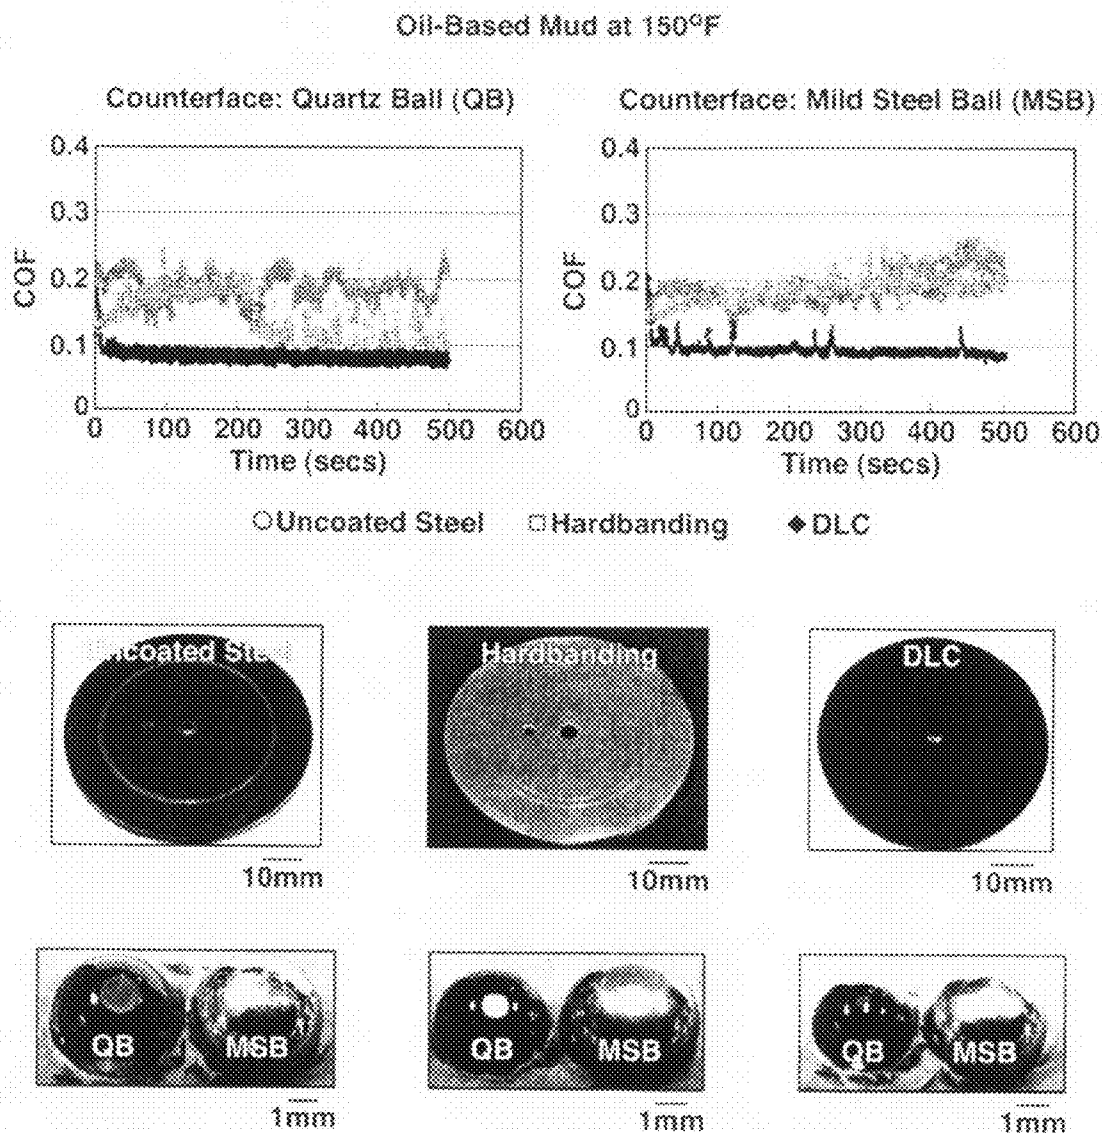 Oil-Based Mud at 150°F
Counterface: Quartz Ball (QB)
Counterface: Mild Steel Ball (MSB)
0.4
0.3
0.2
0.1
0
COF
0 100 200 300 400 500 600
Time (secs)
0.4
0.3
0.2
0.1
0
COF
0 100 200 300 400 500 600
Time (secs)
Uncoated Steel Hardbanding DLC
Uncoated Steel
Hardbanding
DLC
10mm
10mm
10mm
QB MSB
QB MSB
QB MSB
1mm
1mm
1mm